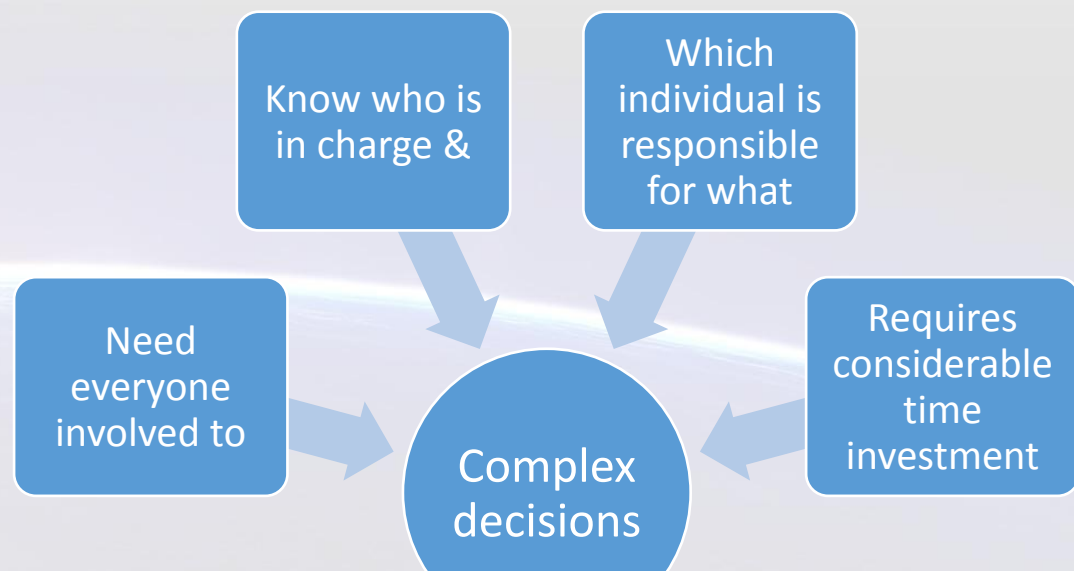 Need
everyone
involved to
Know who is
in charge &
Which
individual is
responsible
for what
Requires
considerable
time
investment
Complex
decisions